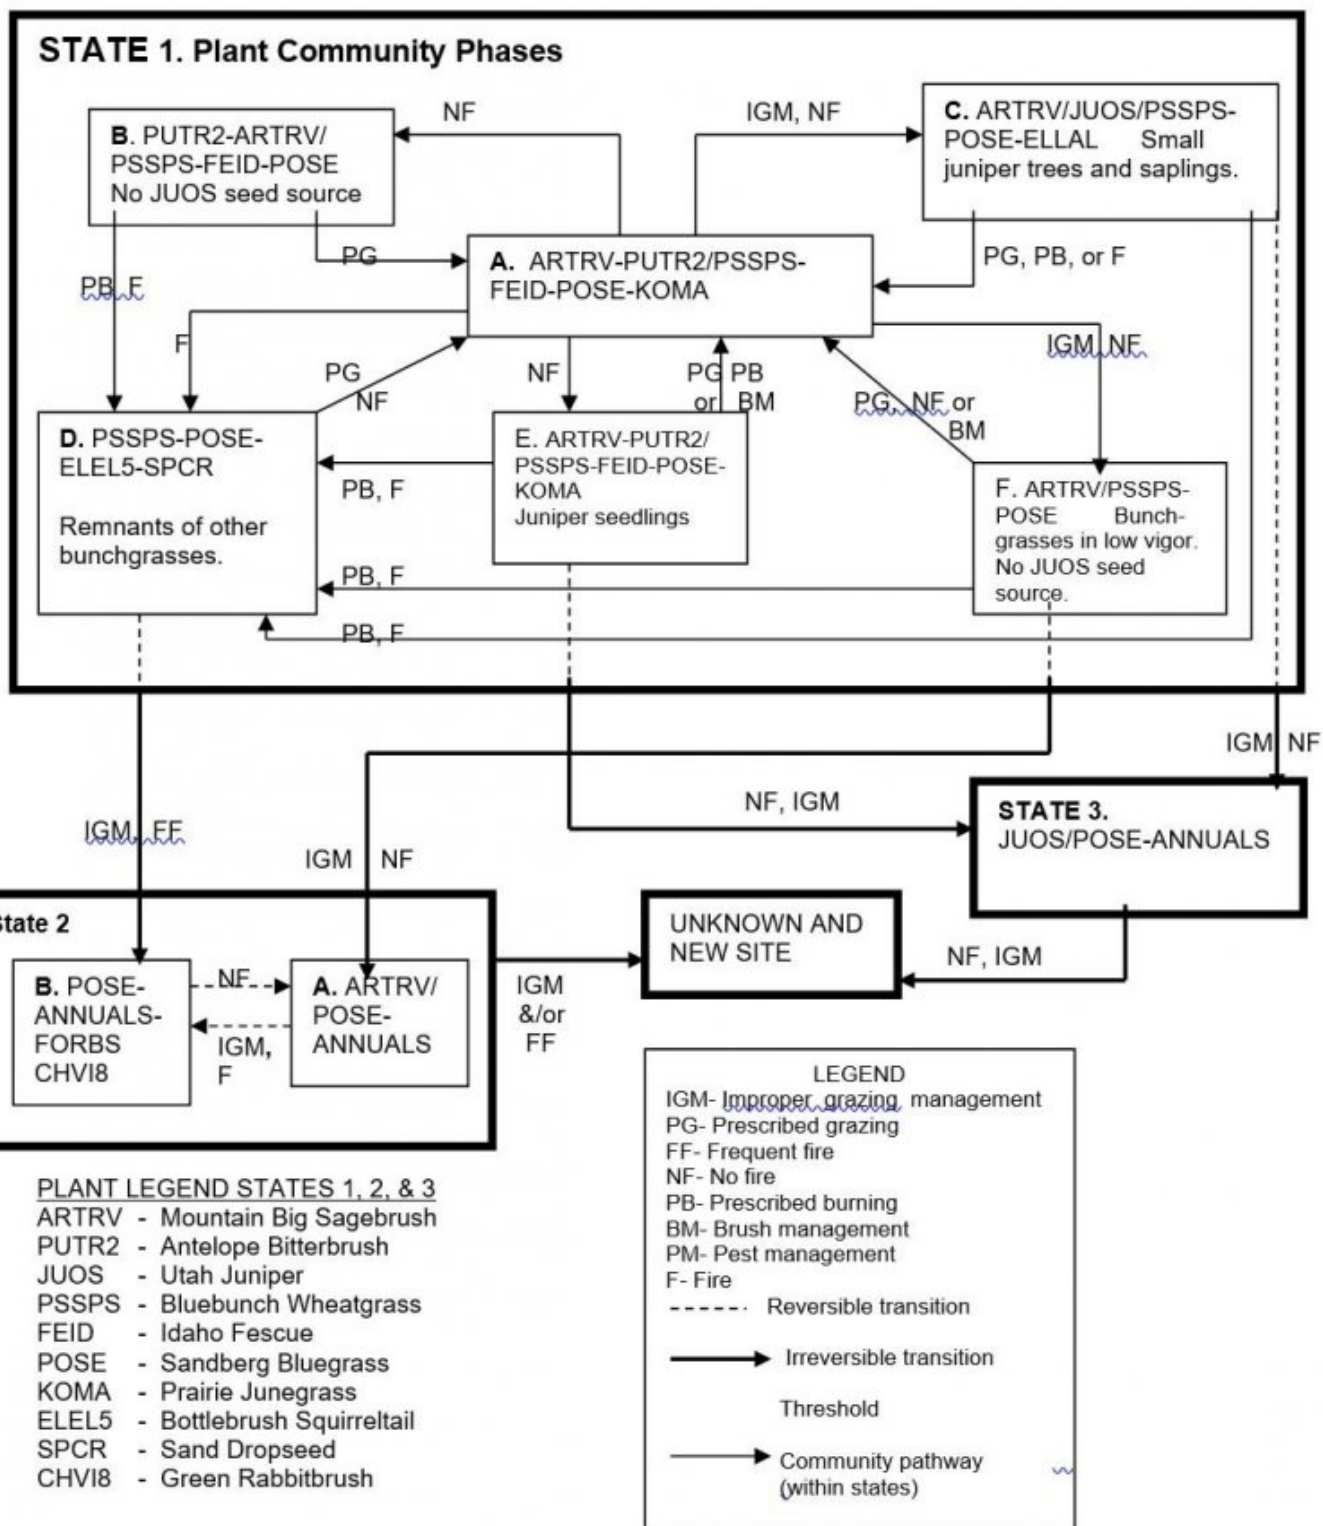 STATE 1. Plant Community Phases
NF
IGM, NF
B. PUTR2-ARTRV/
PSSPS-FEID-POSE
No JUOS seed source
C. ARTRV/JUOS/PSSPS-
POSE-ELLAL Small
juniper trees and saplings.
PG
PB, F
A. ARTRV-PUTR2/PSSPS-
FEID-POSE-KOMA
PG, PB, or F
F
PG
NF
NF
PG PB
or BM
PG, NF or
BM
IGM, NF
D. PSSPS-POSE-
ELEL5-SPCR
Remnants of other
bunchgrasses.
PB, F
E. ARTRV-PUTR2/
PSSPS-FEID-POSE-
KOMA
Juniper seedlings
F. ARTRV/PSSPS-
POSE Bunch-
grasses in low vigor.
No JUOS seed
source.
PB, F
PB, F
IGM NF
NF, IGM
IGM, FF
IGM NF
STATE 3.
JUOS/POSE-ANNUALS
State 2
B. POSE-
ANNUALS-
FORBS
CHVI8
NF
IGM,
F
A. ARTRV/
POSE-
ANNUALS
IGM
&/or
FF
UNKNOWN AND
NEW SITE
NF, IGM
LEGEND
IGM- Improper grazing management
PG- Prescribed grazing
FF- Frequent fire
NF- No fire
PB- Prescribed burning
BM- Brush management
PM- Pest management
F- Fire
Reversible transition
Irreversible transition
Threshold
Community pathway
(within states)
PLANT LEGEND STATES 1, 2, & 3
ARTRV - Mountain Big Sagebrush
PUTR2 - Antelope Bitterbrush
JUOS - Utah Juniper
PSSPS - Bluebunch Wheatgrass
FEID - Idaho Fescue
POSE - Sandberg Bluegrass
KOMA - Prairie Junegrass
ELEL5 - Bottlebrush Squirreltail
SPCR - Sand Dropseed
CHVI8 - Green Rabbitbrush